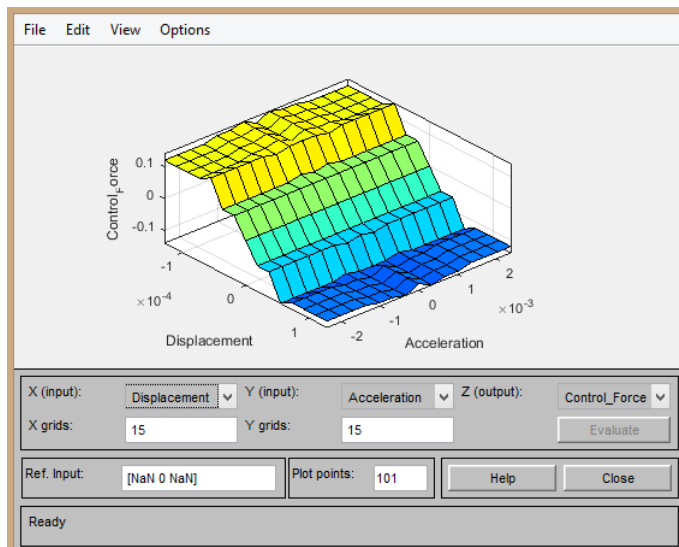 File Edit View Options
Control_Force
0.1
0
-0.1
-1
0
1
×10⁻⁴
Displacement
-2
-1
0
1
2
×10⁻³
Acceleration
X (input): Displacement Y (input): Acceleration Z (output): Control_Force
X grids: 15 Y grids: 15 Evaluate
Ref. Input: [NaN 0 NaN] Plot points: 101 Help Close
Ready